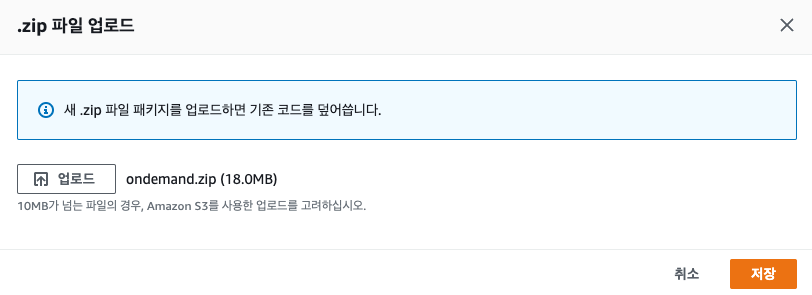 .zip 파일 업로드
새 .zip 파일 패키지를 업로드하면 기존 코드를 덮어씁니다.
업로드 ondemand.zip (18.0MB)
10MB가 넘는 파일의 경우, Amazon S3를 사용한 업로드를 고려하십시오.
취소 저장